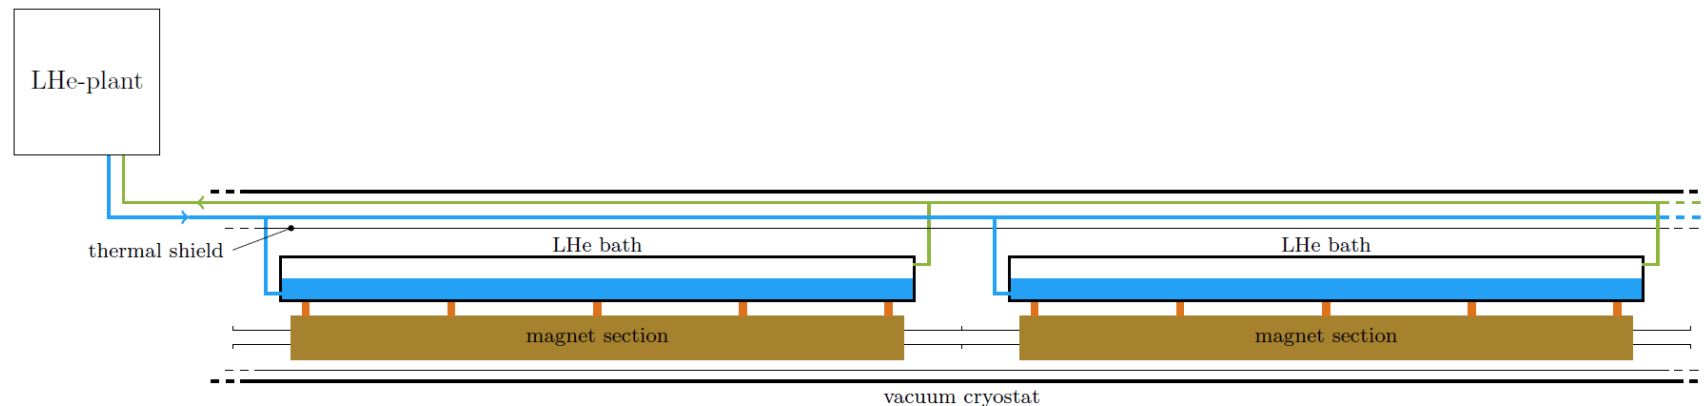 LHe-plant
thermal shield
LHe bath
LHe bath
magnet section
magnet section
vacuum cryostat